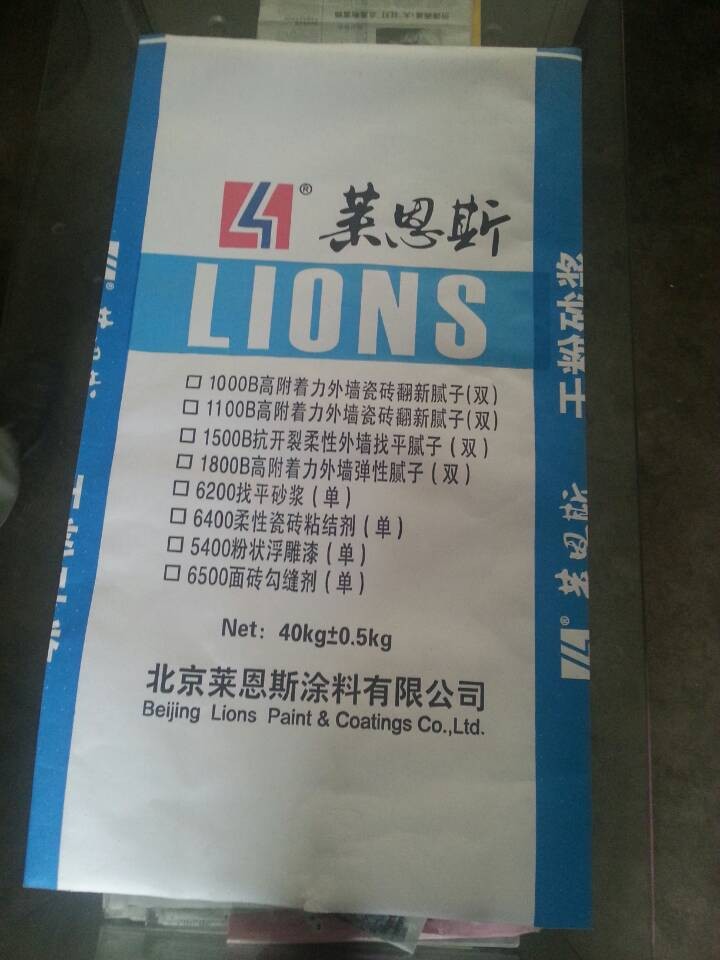 ® 莱恩斯
LIONS
□ 1000B高附着力外墙瓷砖翻新腻子(双)
□ 1100B高附着力外墙瓷砖翻新腻子(双)
□ 1500B抗开裂柔性外墙找平腻子(双)
□ 1800B高附着力外墙弹性腻子(双)
□ 6200找平砂浆(单)
□ 6400柔性瓷砖粘结剂(单)
□ 5400粉状浮雕漆(单)
□ 6500面砖勾缝剂(单)
Net: 40kg±0.5kg
北京莱恩斯涂料有限公司
Beijing Lions Paint & Coatings Co.,Ltd.
® 莱恩斯 干粉砂浆